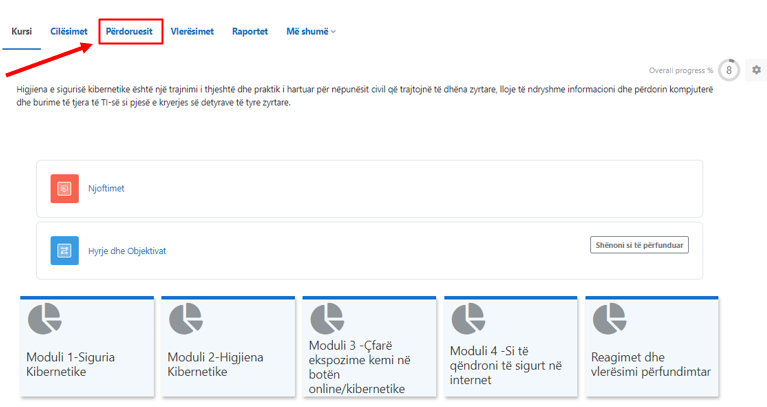 Kursi Cilësimet Përdoruesit Vlerësimet Raportet Më shumë
Overall progress % 8
Higjiena e sigurisë kibernetike është një trajnimi i thjeshtë dhe praktik i hartuar për nëpunësit civil që trajtojnë të dhëna zyrtare, lloje të ndryshme informacioni dhe përdorin kompjuterë
dhe burime të tjera të TI-së si pjesë e kryerjes së detyrave të tyre zyrtare.
Njoftimet
Hyrje dhe Objektivat
Shënoni si të përfunduar
Moduli 1-Siguria
Kibernetike
Moduli 2-Higjiena
Kibernetike
Moduli 3 -Çfarë
ekspozime kemi në
botën
online/kibernetike
Moduli 4 -Si të
qëndroni të sigurt në
internet
Reagimet dhe
vlerësimi përfundimtar